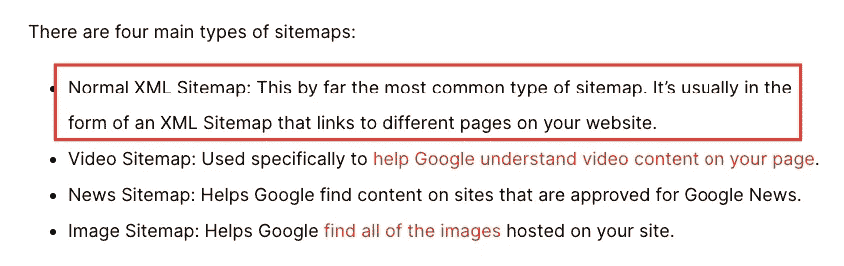 There are four main types of sitemaps:
• Normal XML Sitemap: This by far the most common type of sitemap. It’s usually in the
form of an XML Sitemap that links to different pages on your website.
• Video Sitemap: Used specifically to help Google understand video content on your page.
• News Sitemap: Helps Google find content on sites that are approved for Google News.
• Image Sitemap: Helps Google find all of the images hosted on your site.